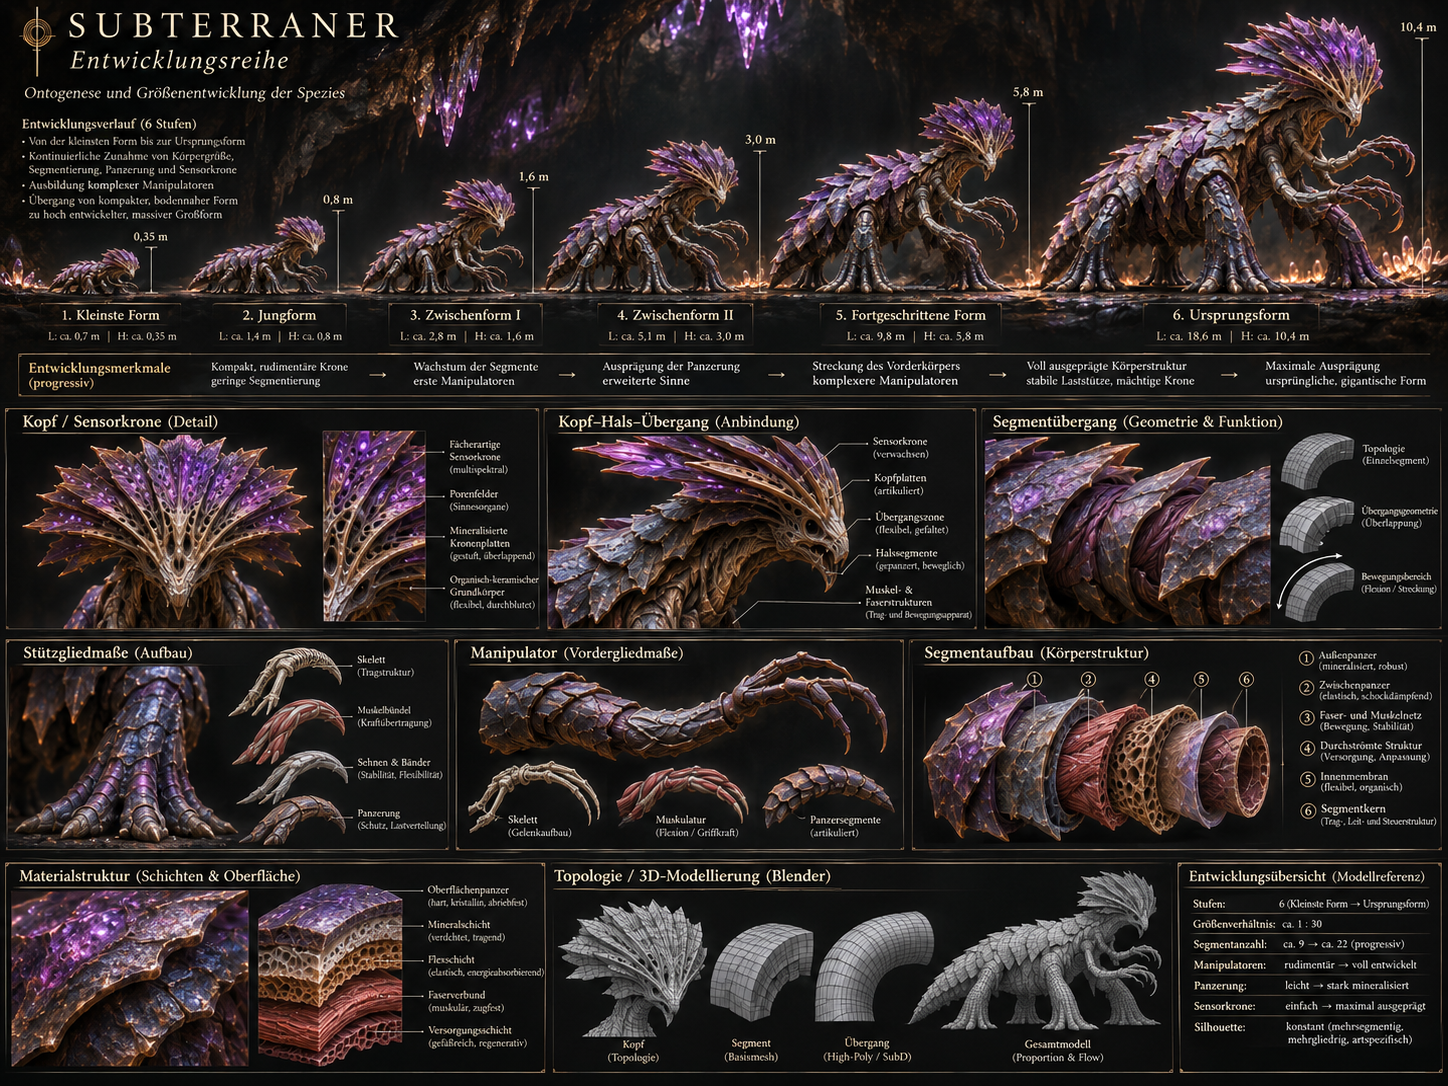 SUBTERRANER
Entwicklungsreihe
Ontogenese und Größenentwicklung der Spezies
Entwicklungsverlauf (6 Stufen)
• Von der kleinsten Form bis zur Ursprungsform
• Kontinuierliche Zunahme von Körpergröße,
Segmentierung, Panzerung und Sensorkrone
• Ausbildung komplexer Manipulatoren
• Übergang von kompakter, bodennaher Form
zu hoch entwickelter, massiver Großform
0,35 m
0,8 m
1,6 m
3,0 m
5,8 m
10,4 m
1. Kleinste Form
L: ca. 0,7 m | H: ca. 0,35 m
2. Jungform
L: ca. 1,4 m | H: ca. 0,8 m
3. Zwischenform I
L: ca. 2,8 m | H: ca. 1,6 m
4. Zwischenform II
L: ca. 5,1 m | H: ca. 3,0 m
5. Fortgeschrittene Form
L: ca. 9,8 m | H: ca. 5,8 m
6. Ursprungsform
L: ca. 18,6 m | H: ca. 10,4 m
Entwicklungsmerkmale
(progressiv)
Kompakt, rudimentäre Krone
geringe Segmentierung
→
Wachstum der Segmente
erste Manipulatoren
→
Ausprägung der Panzerung
erweiterte Sinne
→
Streckung des Vorderkörpers
komplexere Manipulatoren
→
Voll ausgeprägte Körperstruktur
stabile Laststütze, mächtige Krone
→
Maximale Ausprägung
ursprüngliche, gigantische Form
Kopf / Sensorkrone (Detail)
Fächerartige
Sensorkrone
(multispektral)
Porenfelder
(Sinnesorgane)
Mineralisierte
Kronenplatten
(gestuft, überlappend)
Organisch-keramischer
Grundkörper
(flexibel, durchblutet)
Kopf–Hals–Übergang (Anbindung)
Sensorkrone
(verwachsen)
Kopfplatten
(artikuliert)
Übergangszone
(flexibel, gefaltet)
Halssegmente
(gepanzert, beweglich)
Muskel- &
Faserstrukturen
(Trag- und Bewegungsapparat)
Segmentübergang (Geometrie & Funktion)
Topologie
(Einzelsegment)
Übergangsgeometrie
(Überlappung)
Bewegungsbereich
(Flexion / Streckung)
Stützgliedmaße (Aufbau)
Skelett
(Tragstruktur)
Muskelbündel
(Kraftübertragung)
Sehnen & Bänder
(Stabilität, Flexibilität)
Panzerung
(Schutz, Lastverteilung)
Manipulator (Vordergliedmaße)
Skelett
(Gelenkaufbau)
Muskulatur
(Flexion / Griffkraft)
Panzersegmente
(artikuliert)
Segmentaufbau (Körperstruktur)
1 2 4 5 6
1 Außenpanzer
(mineralisiert, robust)
2 Zwischenpanzer
(elastisch, schockdämpfend)
3 Faser- und Muskelnetz
(Bewegung, Stabilität)
4 Durchströmte Struktur
(Versorgung, Anpassung)
5 Innenmembran
(flexibel, organisch)
6 Segmentkern
(Trag-, Leit- und Steuerstruktur)
Materialstruktur (Schichten & Oberfläche)
Oberflächenpanzer
(hart, kristallin, abriebfest)
Mineralschicht
(verdichtet, tragend)
Flexschicht
(elastisch, energieabsorbierend)
Faserverbund
(muskulär, zugfest)
Versorgungsschicht
(gefäßreich, regenerativ)
Topologie / 3D-Modellierung (Blender)
Kopf
(Topologie)
Segment
(Basismesh)
Übergang
(High-Poly / SubD)
Gesamtmodell
(Proportion & Flow)
Entwicklungsübersicht (Modellreferenz)
Stufen: 6 (Kleinste Form → Ursprungsform)
Größenverhältnis: ca. 1 : 30
Segmentanzahl: ca. 9 → ca. 22 (progressiv)
Manipulatoren: rudimentär → voll entwickelt
Panzerung: leicht → stark mineralisiert
Sensorkrone: einfach → maximal ausgeprägt
Silhouette: konstant (mehrsegmentig,
mehrgliedrig, artspezifisch)